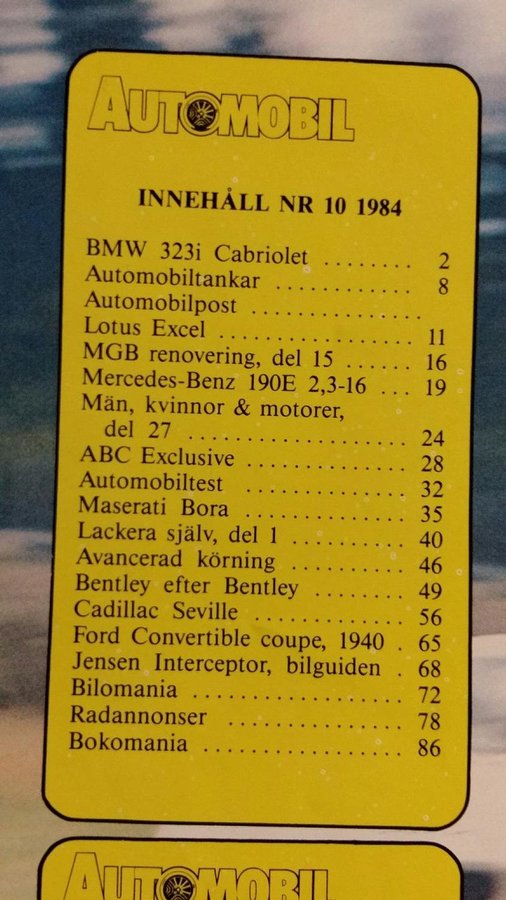 AUTOMOBIL
INNEHÅLL NR 10 1984
BMW 323i Cabriolet ........ 2
Automobiltankar ............ 8
Automobilpost .............
Lotus Excel ................ 11
MGB renovering, del 15 ...... 16
Mercedes-Benz 190E 2,3-16 ... 19
Män, kvinnor & motorer,
del 27 .................... 24
ABC Exclusive ............. 28
Automobiltest ............. 32
Maserati Bora ............. 35
Lackera själv, del 1 .......... 40
Avancerad körning .......... 46
Bentley efter Bentley ........ 49
Cadillac Seville ............. 56
Ford Convertible coupe, 1940 . 65
Jensen Interceptor, bilguiden . 68
Bilomania .................. 72
Radannonser ............... 78
Bokomania ................. 86
AUTOMOBIL